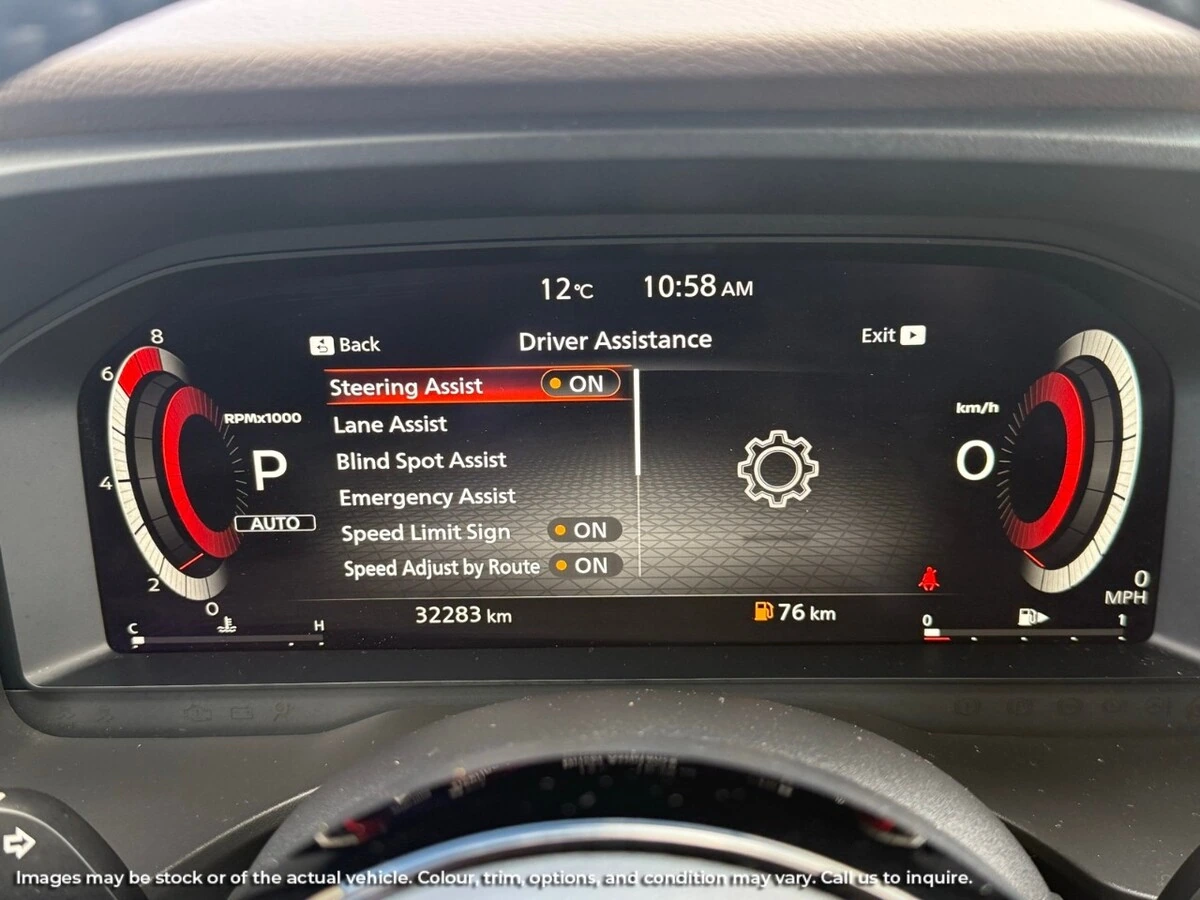 12°C 10:58 AM
Back Driver Assistance Exit
8
6
4
2
0
RPMx1000
P
AUTO
Steering Assist ON
Lane Assist
Blind Spot Assist
Emergency Assist
Speed Limit Sign ON
Speed Adjust by Route ON
km/h
0
0
MPH
C H
32283 km
76 km
0 1
Images may be stock or of the actual vehicle. Colour, trim, options, and condition may vary. Call us to inquire.